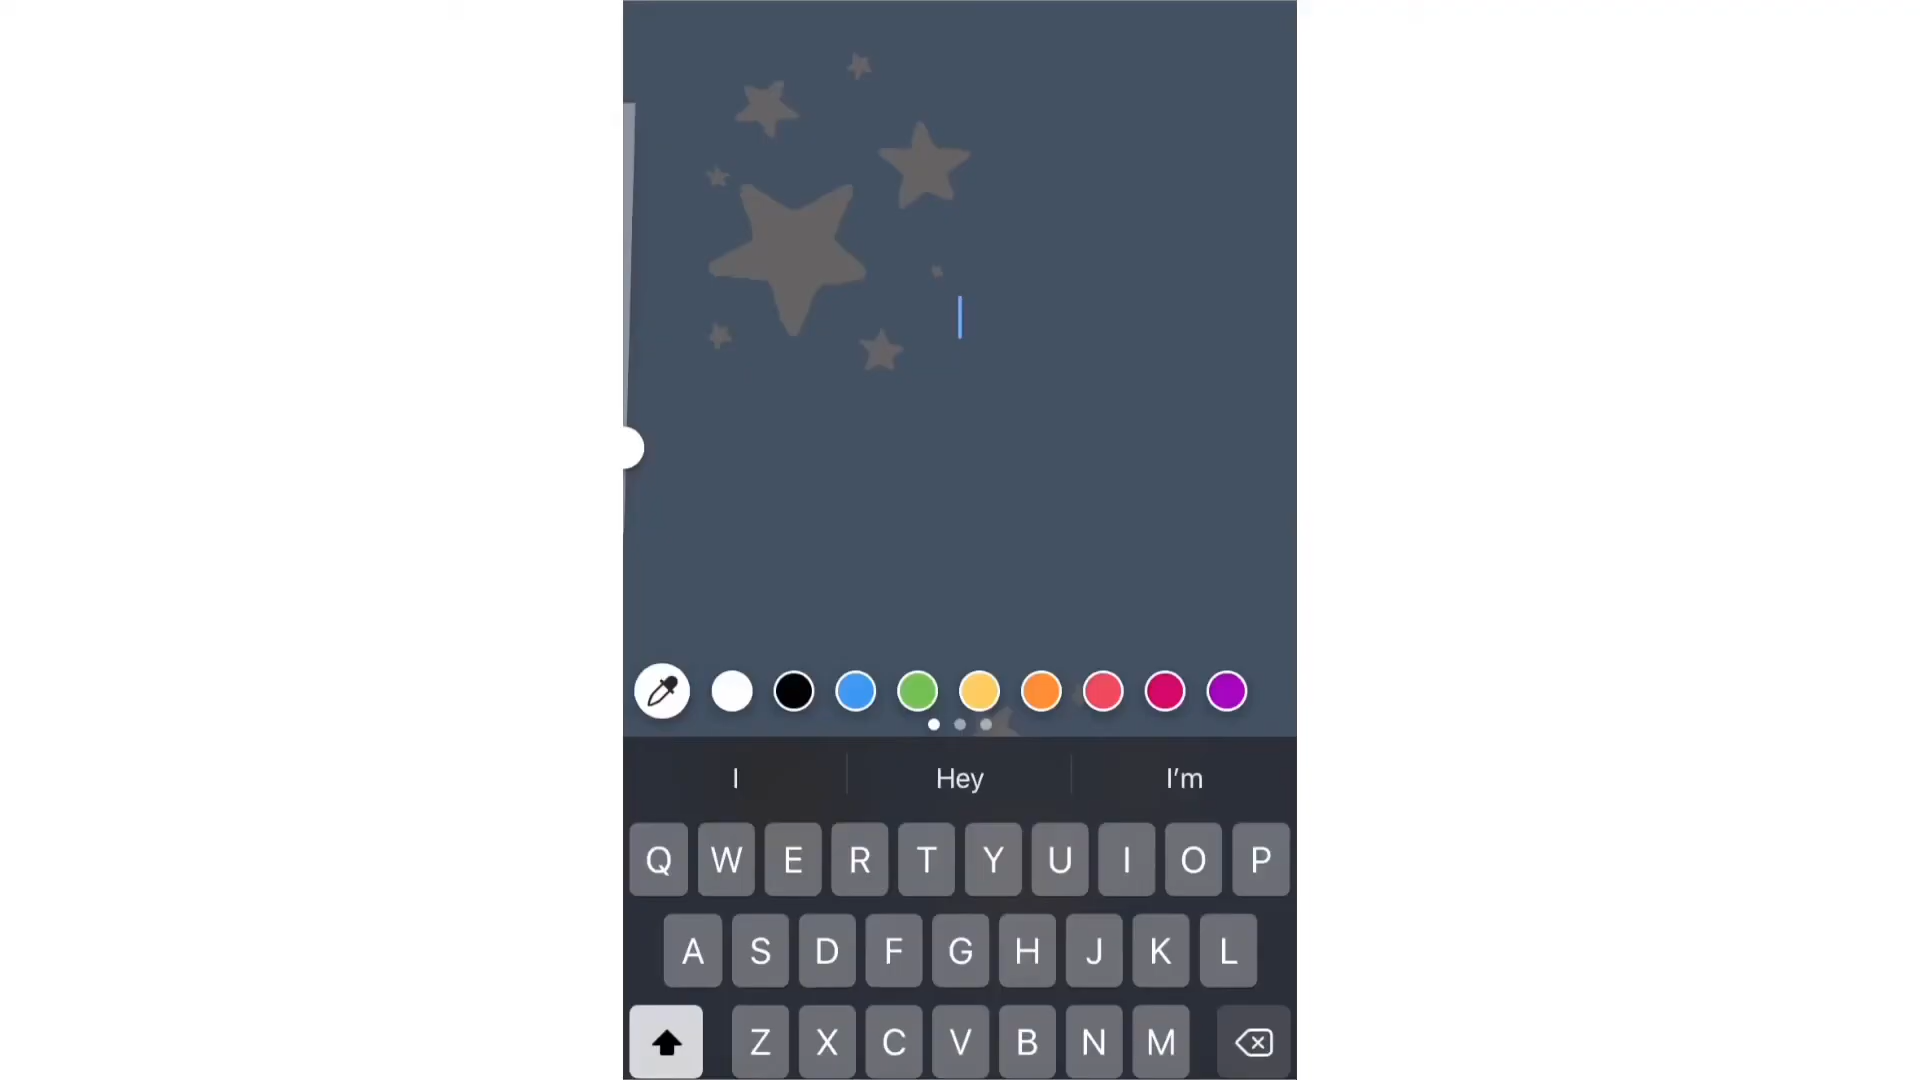 I Hey I’m
Q W E R T Y U I O P
A S D F G H J K L
Z X C V B N M